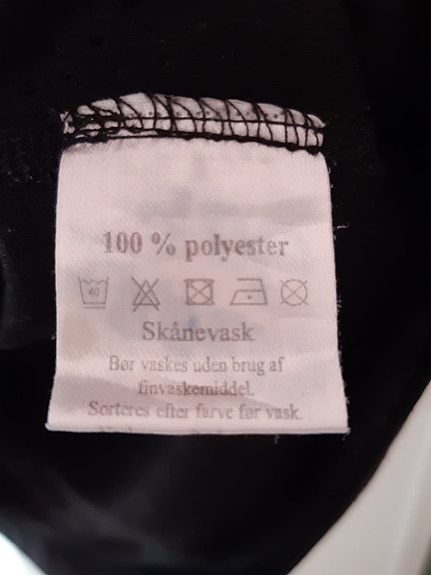 100 % polyester
40
Skånevask
Bør vaskes uden brug af
finvaskemiddel.
Sorteres efter farve før vask.